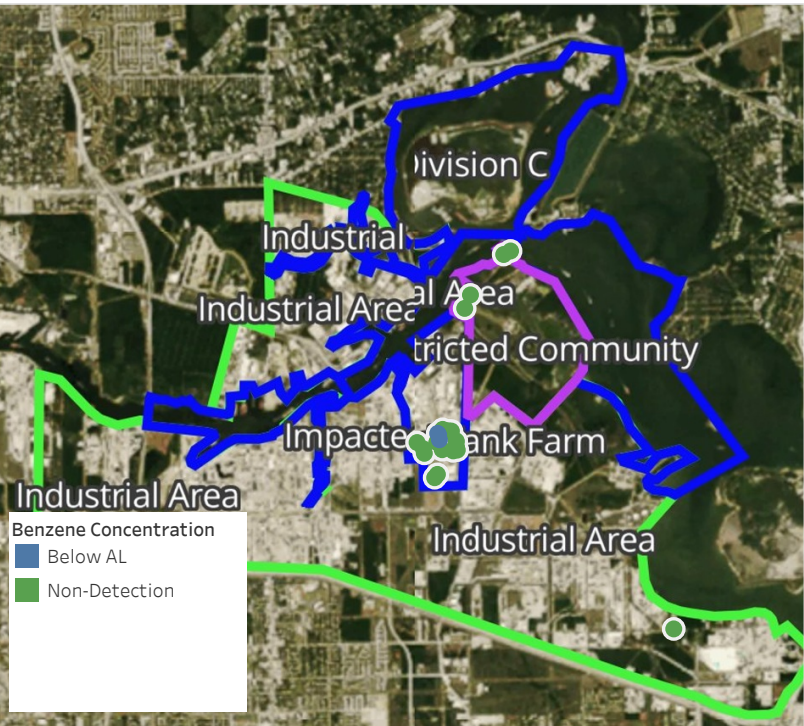 Division C
Industrial
al Area
Industrial Area
tricted Community
Impacte ank Farm
Industrial Area
Industrial Area
Benzene Concentration
Below AL
Non-Detection